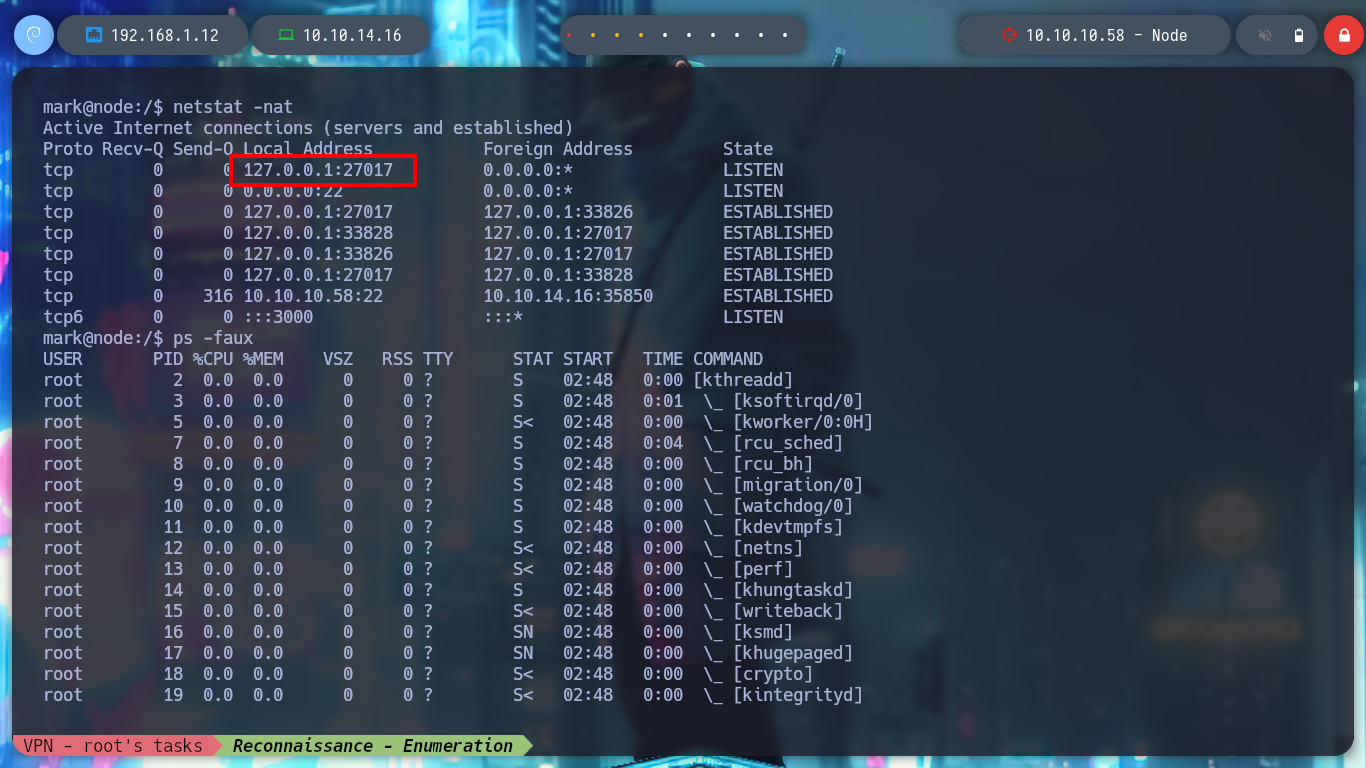 192.168.1.12 10.10.14.16 10.10.10.58 - Node
mark@node:/$ netstat -nat
Active Internet connections (servers and established)
Proto Recv-Q Send-Q Local Address Foreign Address State
tcp 0 0 127.0.0.1:27017 0.0.0.0:* LISTEN
tcp 0 0 0.0.0.0:22 0.0.0.0:* LISTEN
tcp 0 0 127.0.0.1:27017 127.0.0.1:33826 ESTABLISHED
tcp 0 0 127.0.0.1:33828 127.0.0.1:27017 ESTABLISHED
tcp 0 0 127.0.0.1:33826 127.0.0.1:27017 ESTABLISHED
tcp 0 0 127.0.0.1:27017 127.0.0.1:33828 ESTABLISHED
tcp 0 316 10.10.10.58:22 10.10.14.16:35850 ESTABLISHED
tcp6 0 0 :::3000 :::* LISTEN
mark@node:/$ ps -faux
USER PID %CPU %MEM VSZ RSS TTY STAT START TIME COMMAND
root 2 0.0 0.0 0 0 ? S 02:48 0:00 [kthreadd]
root 3 0.0 0.0 0 0 ? S 02:48 0:01 \_ [ksoftirqd/0]
root 5 0.0 0.0 0 0 ? S< 02:48 0:00 \_ [kworker/0:0H]
root 7 0.0 0.0 0 0 ? S 02:48 0:04 \_ [rcu_sched]
root 8 0.0 0.0 0 0 ? S 02:48 0:00 \_ [rcu_bh]
root 9 0.0 0.0 0 0 ? S 02:48 0:00 \_ [migration/0]
root 10 0.0 0.0 0 0 ? S 02:48 0:00 \_ [watchdog/0]
root 11 0.0 0.0 0 0 ? S 02:48 0:00 \_ [kdevtmpfs]
root 12 0.0 0.0 0 0 ? S< 02:48 0:00 \_ [netns]
root 13 0.0 0.0 0 0 ? S< 02:48 0:00 \_ [perf]
root 14 0.0 0.0 0 0 ? S 02:48 0:00 \_ [khungtaskd]
root 15 0.0 0.0 0 0 ? S< 02:48 0:00 \_ [writeback]
root 16 0.0 0.0 0 0 ? SN 02:48 0:00 \_ [ksmd]
root 17 0.0 0.0 0 0 ? SN 02:48 0:00 \_ [khugepaged]
root 18 0.0 0.0 0 0 ? S< 02:48 0:00 \_ [crypto]
root 19 0.0 0.0 0 0 ? S< 02:48 0:00 \_ [kintegrityd]
VPN - root's tasks Reconnaissance - Enumeration